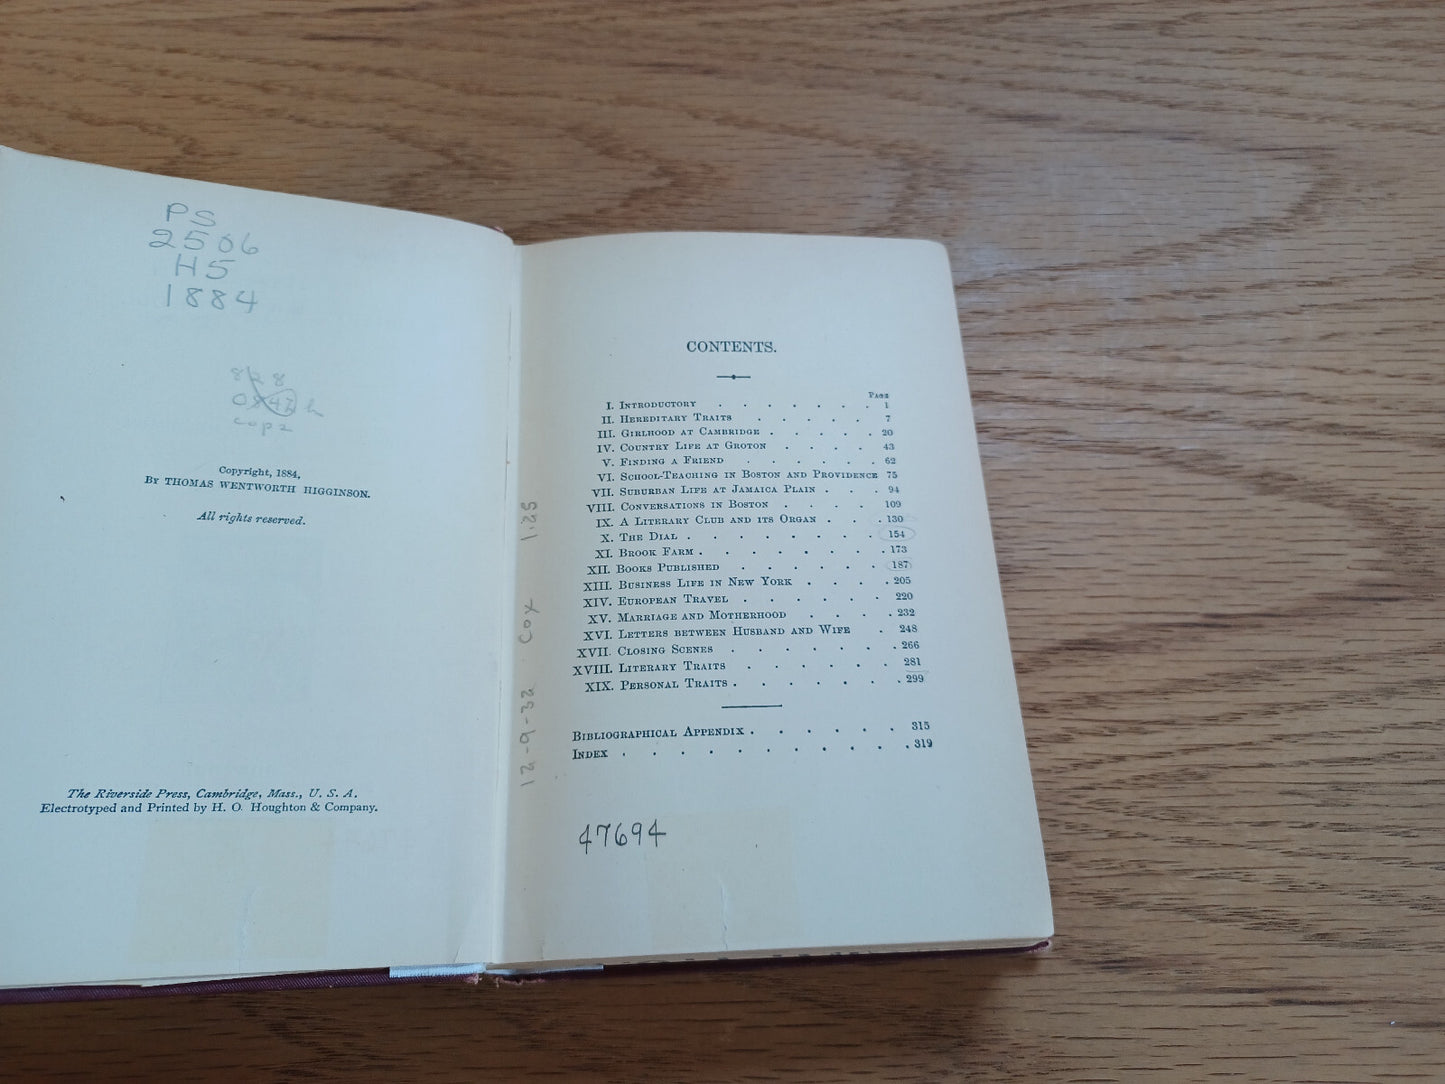 PS
2506
H5
1884
cop 2
Copyright, 1884,
By THOMAS WENTWORTH HIGGINSON.
All rights reserved.
The Riverside Press, Cambridge, Mass., U. S. A.
Electrotyped and Printed by H. O. Houghton & Company.
12-9-32 Cox 1.25
CONTENTS.
Page
I. Introductory . . . . . . . 1
II. Hereditary Traits . . . . . 7
III. Girlhood at Cambridge . . . . . 20
IV. Country Life at Groton . . . . 43
V. Finding a Friend . . . . . 62
VI. School-Teaching in Boston and Providence 75
VII. Suburban Life at Jamaica Plain . . . 94
VIII. Conversations in Boston . . . . 109
IX. A Literary Club and its Organ . . . 130
X. The Dial . . . . . . . . 154
XI. Brook Farm . . . . . . . . 173
XII. Books Published . . . . . . 187
XIII. Business Life in New York . . . . 205
XIV. European Travel . . . . . . 220
XV. Marriage and Motherhood . . . . 232
XVI. Letters between Husband and Wife . 248
XVII. Closing Scenes . . . . . . . 266
XVIII. Literary Traits . . . . . . 281
XIX. Personal Traits . . . . . . . 299
Bibliographical Appendix . . . . . . 315
Index . . . . . . . . . . . 319
47694